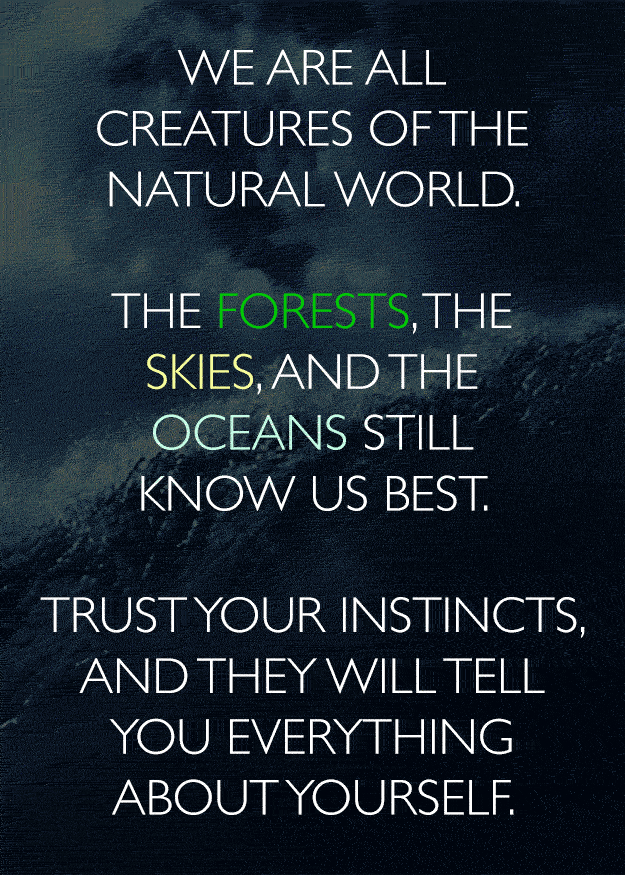 WE ARE ALL
CREATURES OF THE
NATURAL WORLD.
THE FORESTS, THE
SKIES, AND THE
OCEANS STILL
KNOW US BEST.
TRUST YOUR INSTINCTS,
AND THEY WILL TELL
YOU EVERYTHING
ABOUT YOURSELF.